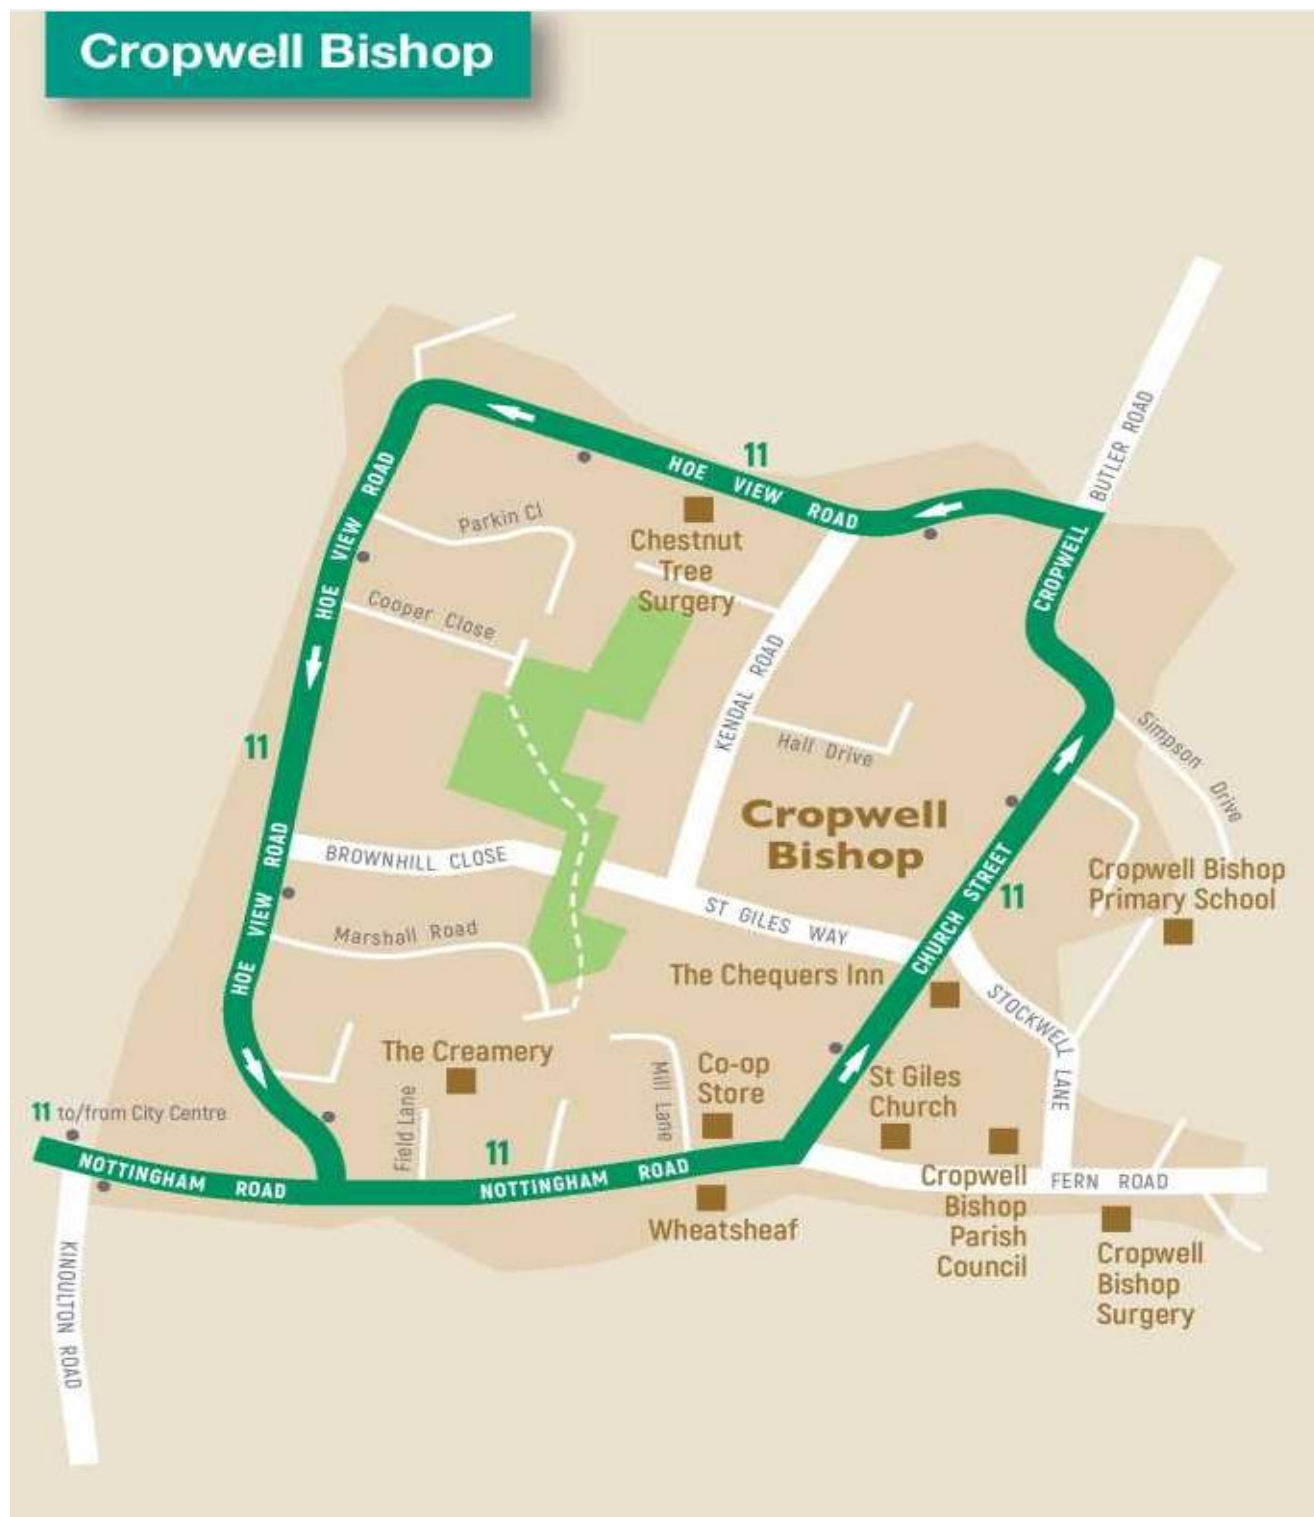 Cropwell Bishop
BUTLER ROAD
11
HOE VIEW ROAD
CROPWELL
HOE VIEW ROAD
Parkin Cl
Chestnut
Tree
Surgery
Cooper Close
KENDAL ROAD
Hall Drive
Simpson Drive
11
Cropwell
Bishop
HOE VIEW ROAD
BROWNHILL CLOSE
CHURCH STREET
11
Cropwell Bishop
Primary School
ST GILES WAY
Marshall Road
HOE
The Chequers Inn
STOCKWELL LANE
The Creamery
Co-op
Store
Mill Lane
St Giles
Church
Field Lane
11 to/from City Centre
NOTTINGHAM ROAD
11
NOTTINGHAM ROAD
FERN ROAD
Wheatsheaf
Cropwell
Bishop
Parish
Council
Cropwell
Bishop
Surgery
KINOULTON ROAD
HOE